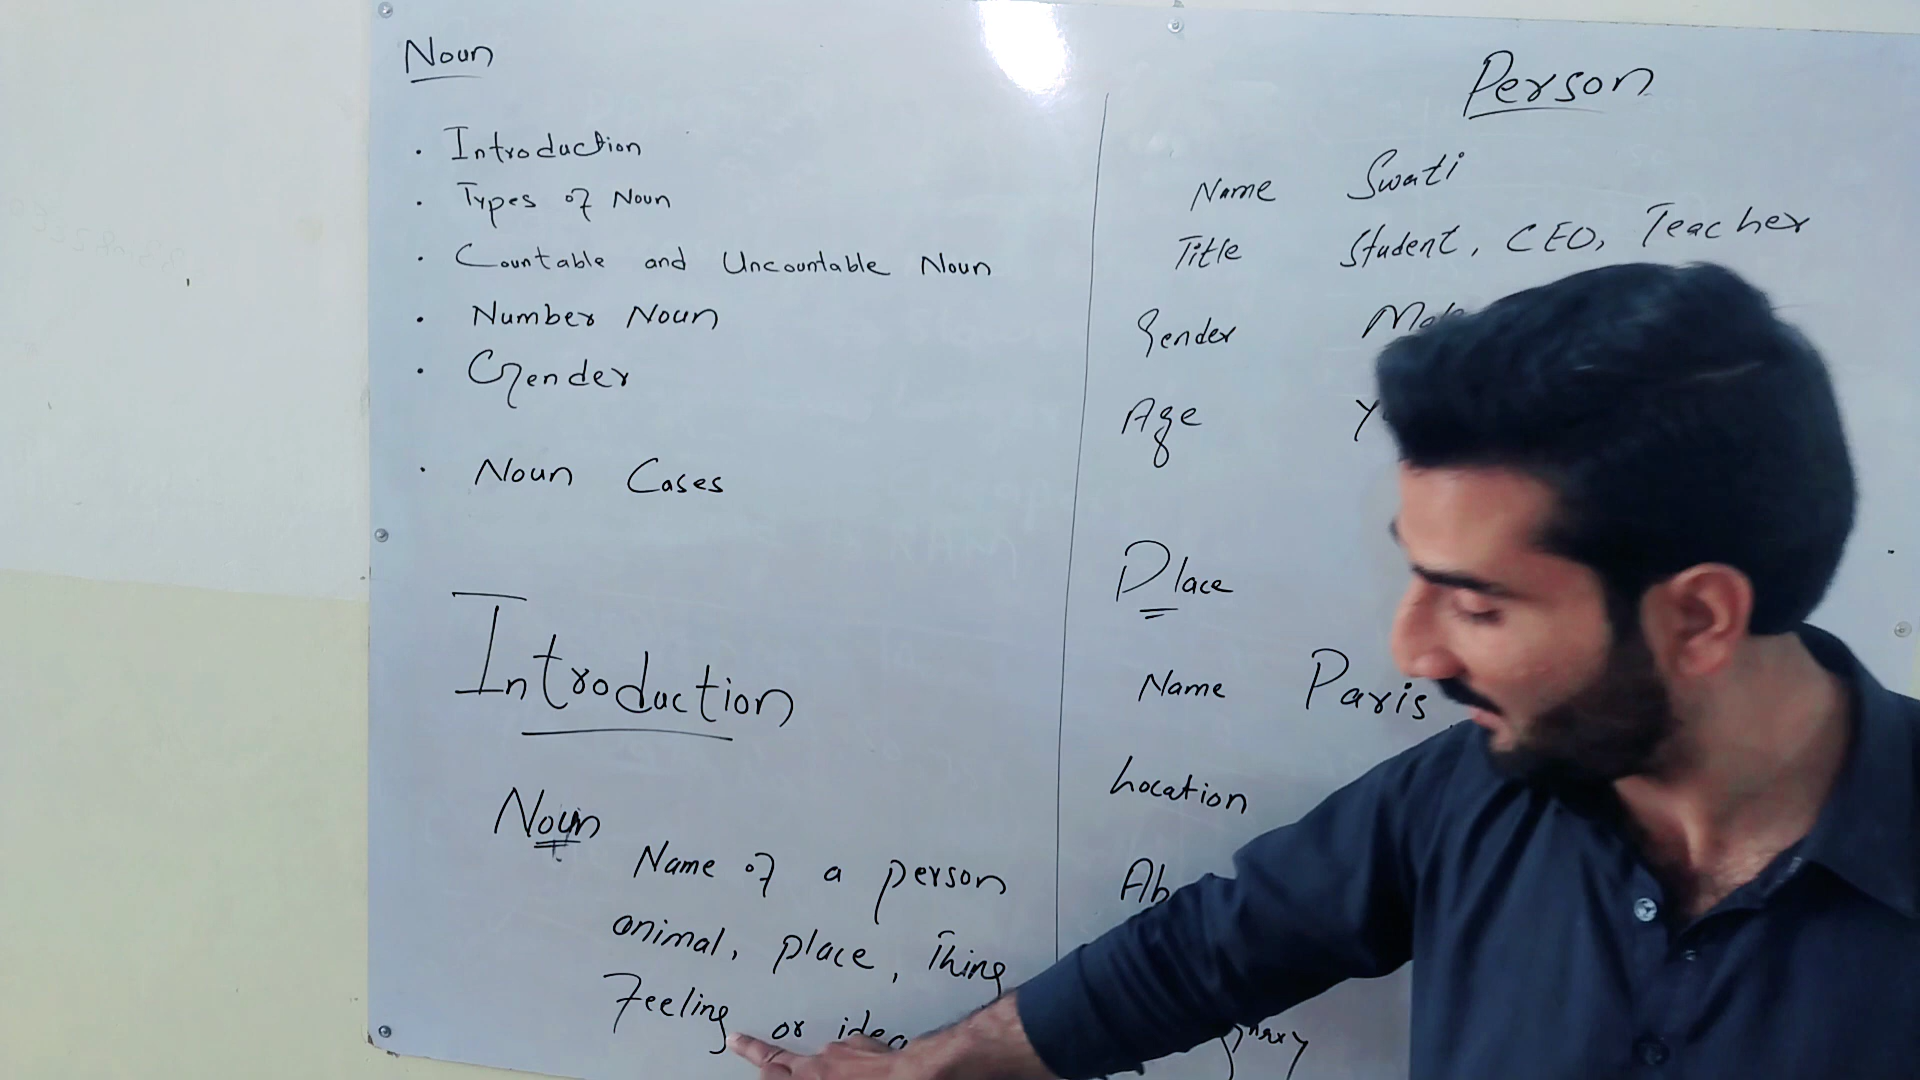 Noun
· Introduction
· Types of Noun
· Countable and Uncountable Noun
· Number Noun
· Gender
· Noun Cases
Introduction
Noun
Name of a person
animal, place, Thing
Feeling or idea
Person
Name Swati
Title Student, CEO, Teacher
Gender
Age
Place
Name Paris
Location